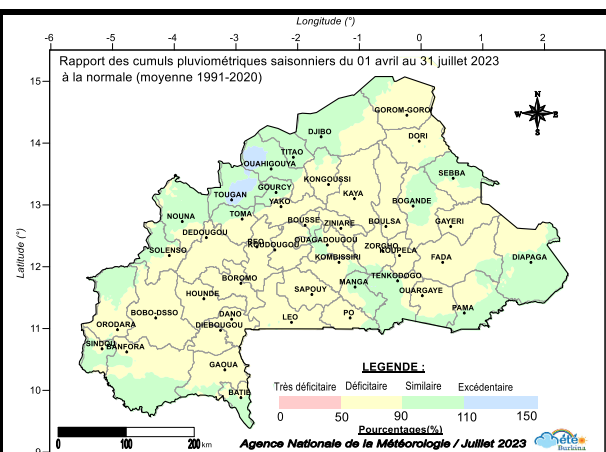 Longitude (°)
-6 -5 -4 -3 -2 -1 0 1 2
Rapport des cumuls pluviométriques saisonniers du 01 avril au 31 juillet 2023
à la normale (moyenne 1991-2020)
Latitude (°)
15
14
13
12
11
10
9
N
W E
S
GOROM-GORO
DORI
DJIBO
TITAO
OUAHIGOUYA
SEBBA
KONGOUSSI
GOURCY
TOUGAN
KAYA
YAKO
BOGANDE
TOMA
NOUNA
BOUSSE
ZINIARE
BOULSA
GAYERI
DEDOUGOU
REO
KOUDOUGOU
OUAGADOUGOU
ZORGHO
KOUPELA
SOLENSO
KOMBISSIRI
FADA
DIAPAGA
TENKODOGO
BOROMO
MANGA
SAPOUY
OUARGAYE
HOUNDE
PAMA
BOBO-DSSO
DANO
LEO
PO
ORODARA
DIEBOUGOU
SINDOU
BANFORA
GAOUA
BATIE
LEGENDE :
Très déficitaire Déficitaire Similaire Excédentaire
0 50 90 110 150
Pourcentages(%)
0 100 200 km
Agence Nationale de la Météorologie / Juillet 2023
météo
Burkina